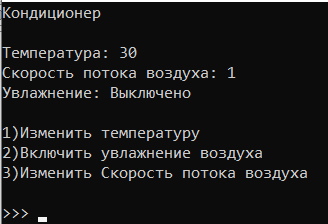 Кондиционер
Температура: 30
Скорость потока воздуха: 1
Увлажнение: Выключено
1)Изменить температуру
2)Включить увлажнение воздуха
3)Изменить Скорость потока воздуха
>>>